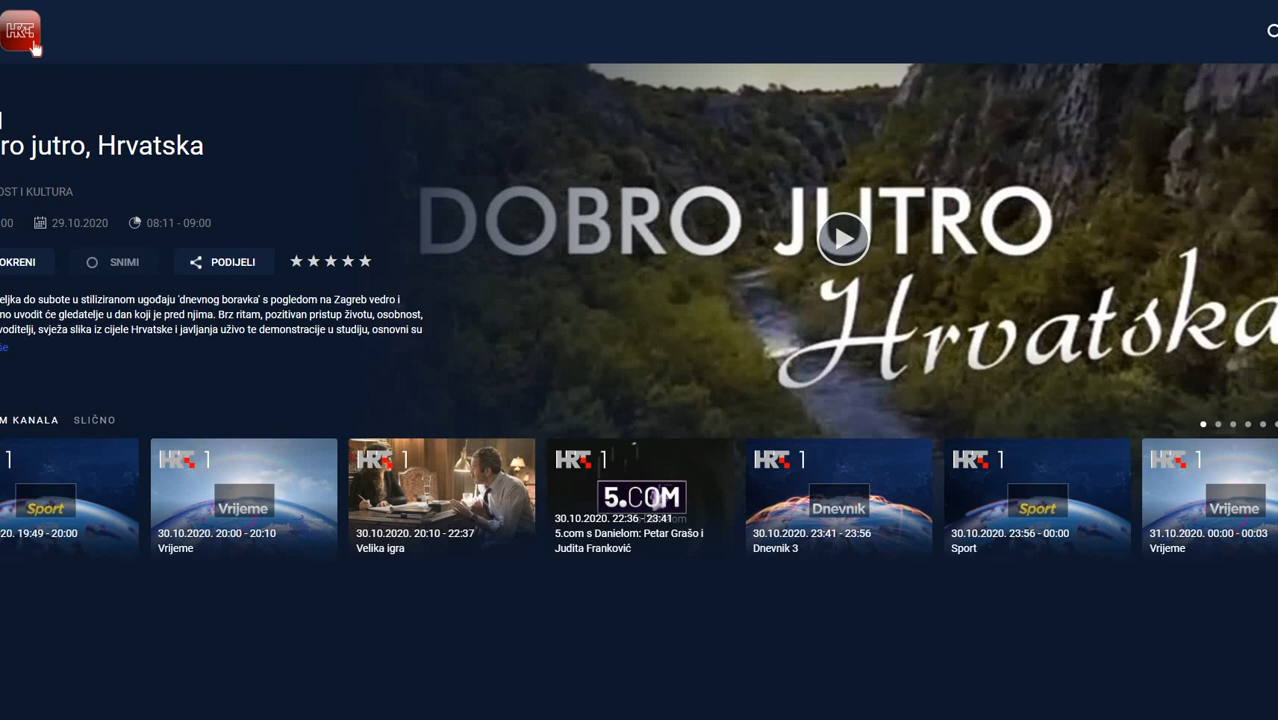 HRT
ro jutro, Hrvatska
OST I KULTURA
00 29.10.2020 08:11 - 09:00
OKRENI SNIMI PODIJELI
eljka do subote u stiliziranom ugođaju 'dnevnog boravka' s pogledom na Zagreb vedro i
no uvodit će gledatelje u dan koji je pred njima. Brz ritam, pozitivan pristup životu, osobnost,
voditelji, svježa slika iz cijele Hrvatske i javljanja uživo te demonstracije u studiju, osnovni su
še
DOBRO JUTRO
Hrvatska
M KANALA SLIČNO
1
Sport
20. 19:49 - 20:00
HRT 1
Vrijeme
30.10.2020. 20:00 - 20:10
Vrijeme
HRT 1
30.10.2020. 20:10 - 22:37
Velika igra
HRT 1
5.COM
30.10.2020. 22:36 - 23:41
5.com s Danielom: Petar Grašo i
Judita Franković
HRT 1
Dnevnik
30.10.2020. 23:41 - 23:56
Dnevnik 3
HRT 1
Sport
30.10.2020. 23:56 - 00:00
Sport
HRT 1
Vrijeme
31.10.2020. 00:00 - 00:03
Vrijeme